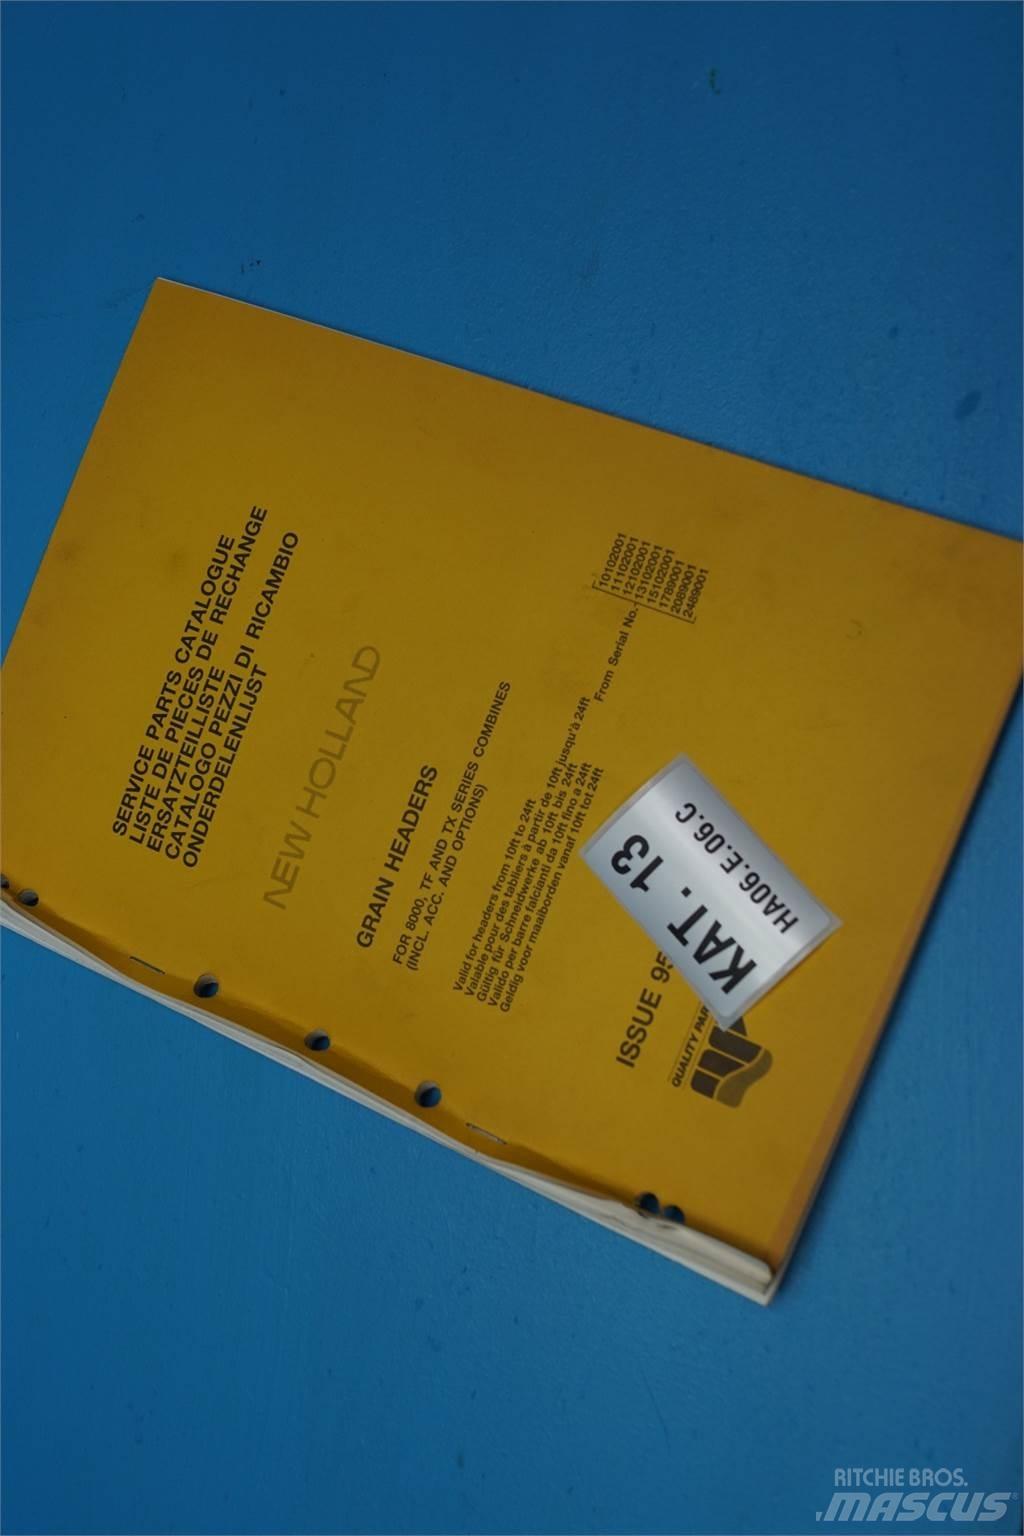 SERVICE PARTS CATALOGUE
LISTE DE PIECES DE RECHANGE
ERSATZTEILLISTE
CATALOGO PEZZI DI RICAMBIO
ONDERDELENLIJST
NEW HOLLAND
GRAIN HEADERS
FOR 8000, TF AND TX SERIES COMBINES
(INCL. ACC. AND OPTIONS)
Valid for headers from 10ft to 24ft
Valable pour des tabliers à partir de 10ft jusqu'à 24ft
Gültig für Schneidwerke ab 10ft bis 24ft
Valido per barre falcianti da 10ft fino a 24ft
Geldig voor maaiborden vanaf 10ft tot 24ft
From Serial No.
10102001
11102001
12102001
13102001
15102001
1789001
2089001
2489001
ISSUE 95
QUALITY PAR
KAT. 13
HA06.E.06.C
RITCHIE BROS.
MASCUS